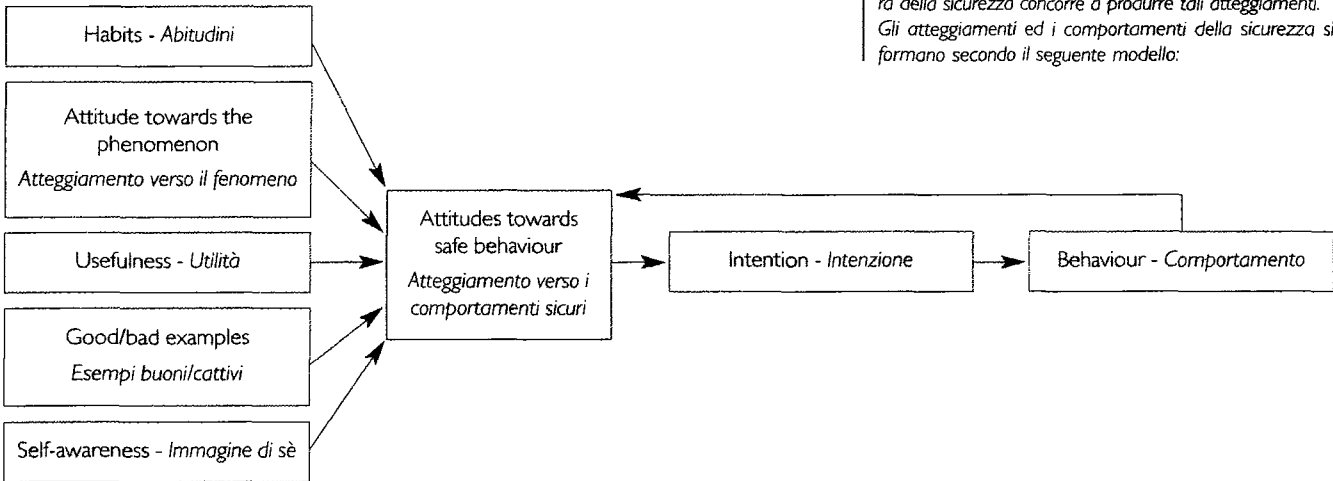 ra della sicurezza concorre a produrre tali atteggiamenti.
Gli atteggiamenti ed i comportamenti della sicurezza si
formano secondo il seguente modello:
Habits - Abitudini
Attitude towards the
phenomenon
Atteggiamento verso il fenomeno
Usefulness - Utilità
Good/bad examples
Esempi buoni/cattivi
Self-awareness - Immagine di sè
Attitudes towards
safe behaviour
Atteggiamento verso i
comportamenti sicuri
Intention - Intenzione
Behaviour - Comportamento